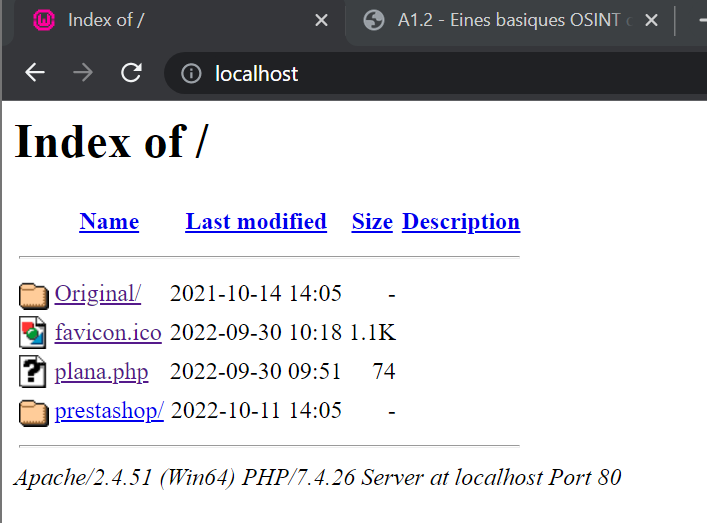 Index of /
A1.2 - Eines basiques OSINT
localhost
Index of /
Name Last modified Size Description
Original/ 2021-10-14 14:05 -
favicon.ico 2022-09-30 10:18 1.1K
plana.php 2022-09-30 09:51 74
prestashop/ 2022-10-11 14:05 -
Apache/2.4.51 (Win64) PHP/7.4.26 Server at localhost Port 80